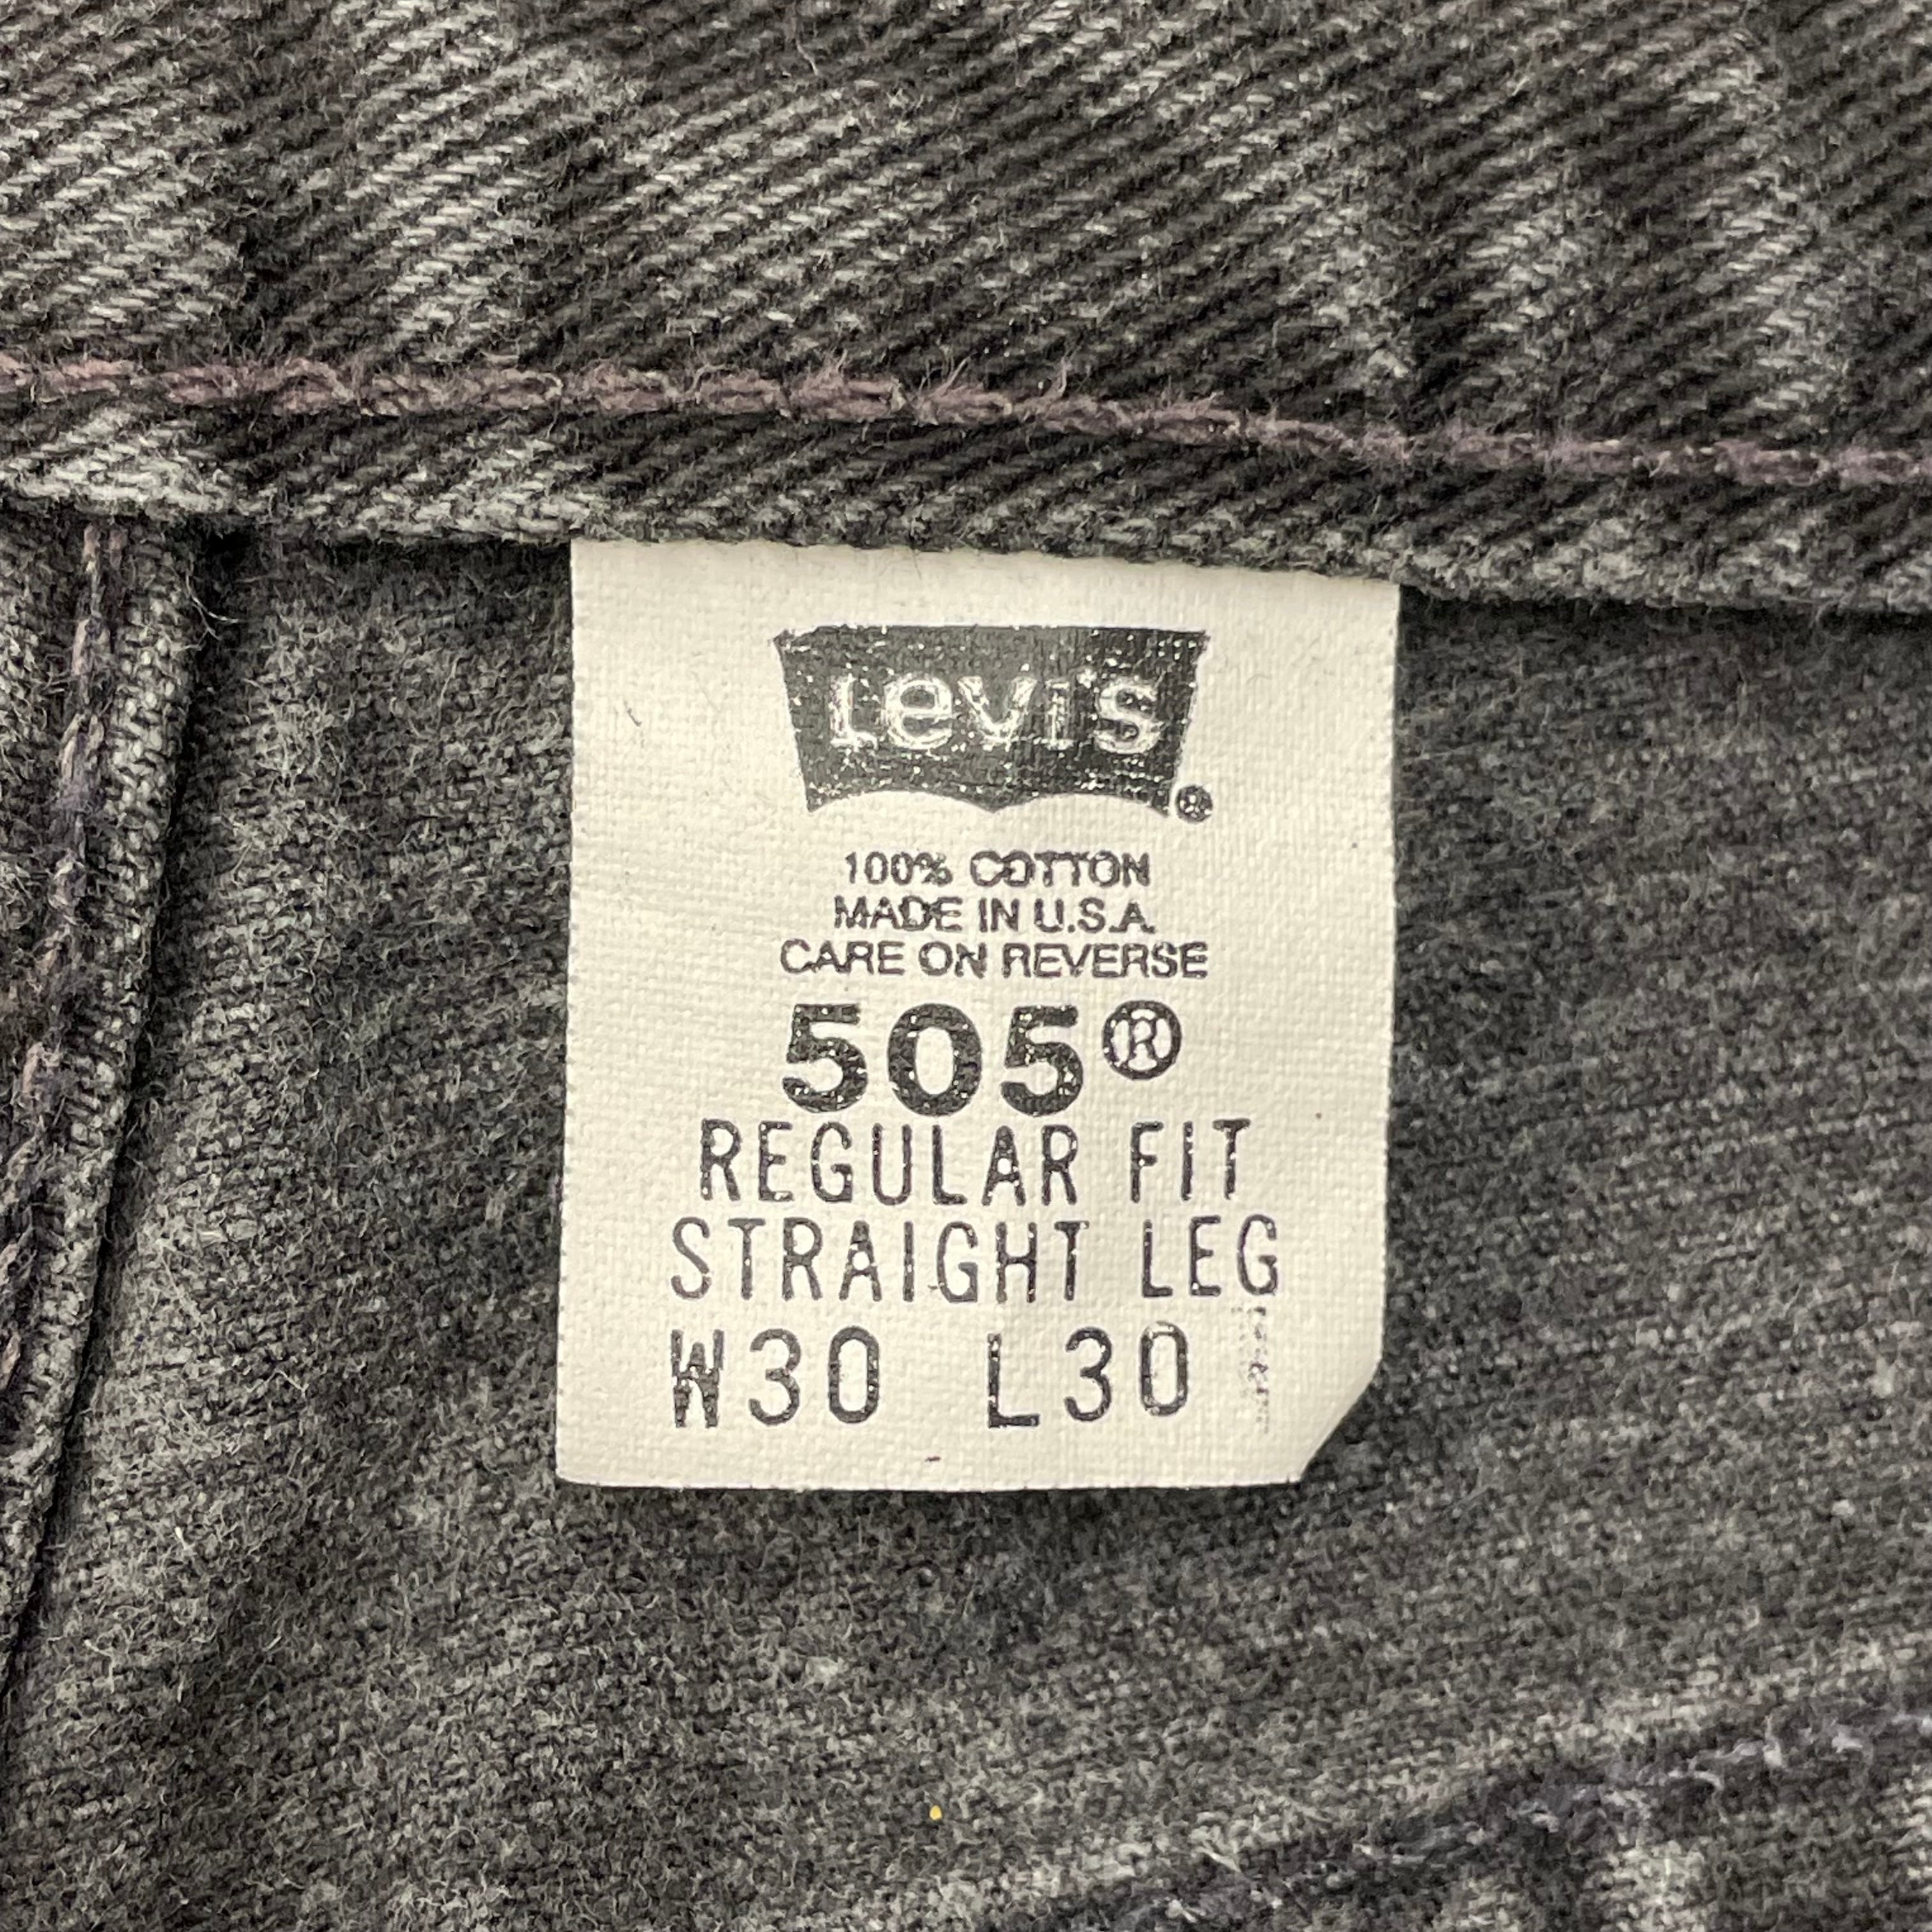 Levi's
®
100% COTTON
MADE IN U.S.A.
CARE ON REVERSE
505®
REGULAR FIT
STRAIGHT LEG
W30 L30